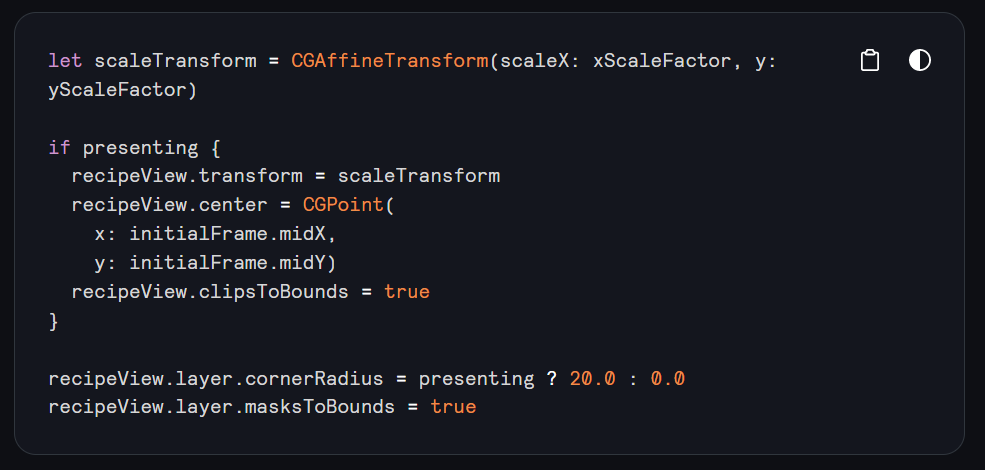 let scaleTransform = CGAffineTransform(scaleX: xScaleFactor, y:
yScaleFactor)

if presenting {
  recipeView.transform = scaleTransform
  recipeView.center = CGPoint(
    x: initialFrame.midX,
    y: initialFrame.midY)
  recipeView.clipsToBounds = true
}

recipeView.layer.cornerRadius = presenting ? 20.0 : 0.0
recipeView.layer.masksToBounds = true